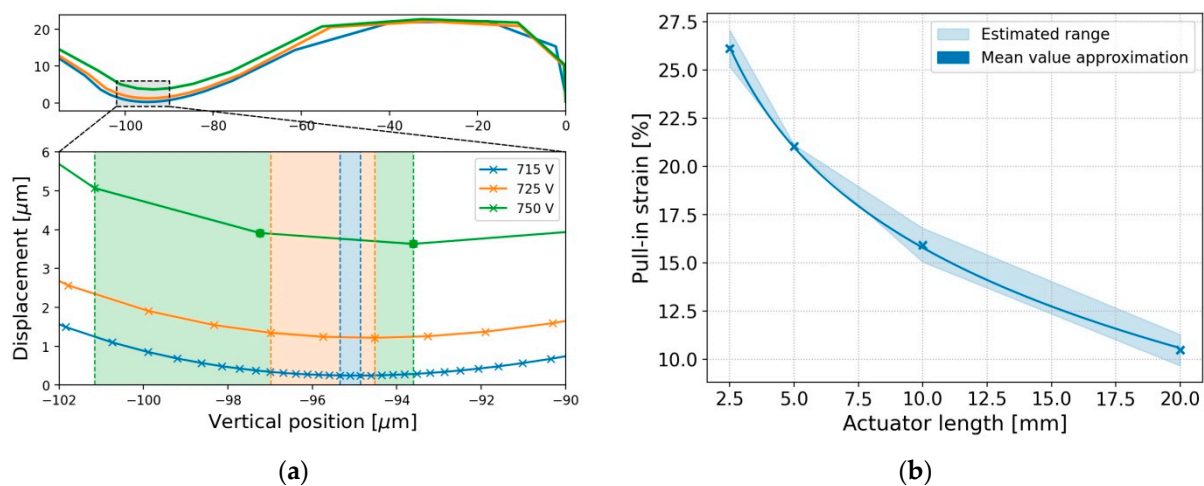 20
10
0
−100 −80 −60 −40 −20 0
6
5
4
3
2
1
0
Displacement [μm]
715 V
725 V
750 V
−102 −100 −98 −96 −94 −92 −90
Vertical position [μm]
(a)
27.5
25.0
22.5
20.0
17.5
15.0
12.5
10.0
Pull-in strain [%]
Estimated range
Mean value approximation
2.5 5.0 7.5 10.0 12.5 15.0 17.5 20.0
Actuator length [mm]
(b)